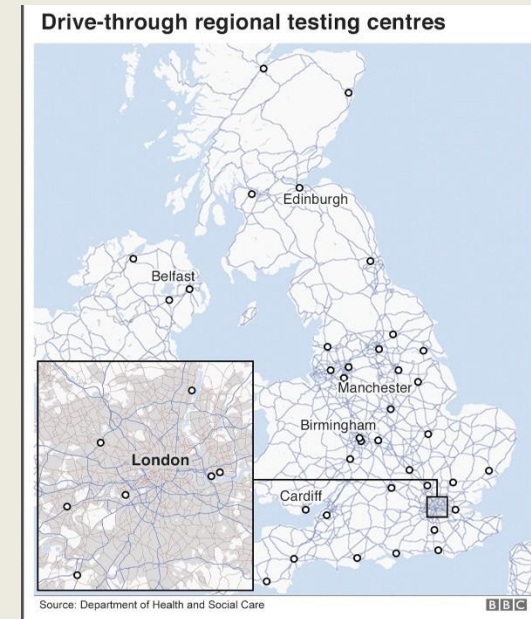 Drive-through regional testing centres
Edinburgh
Belfast
Manchester
Birmingham
London
Cardiff
Source: Department of Health and Social Care
BBC